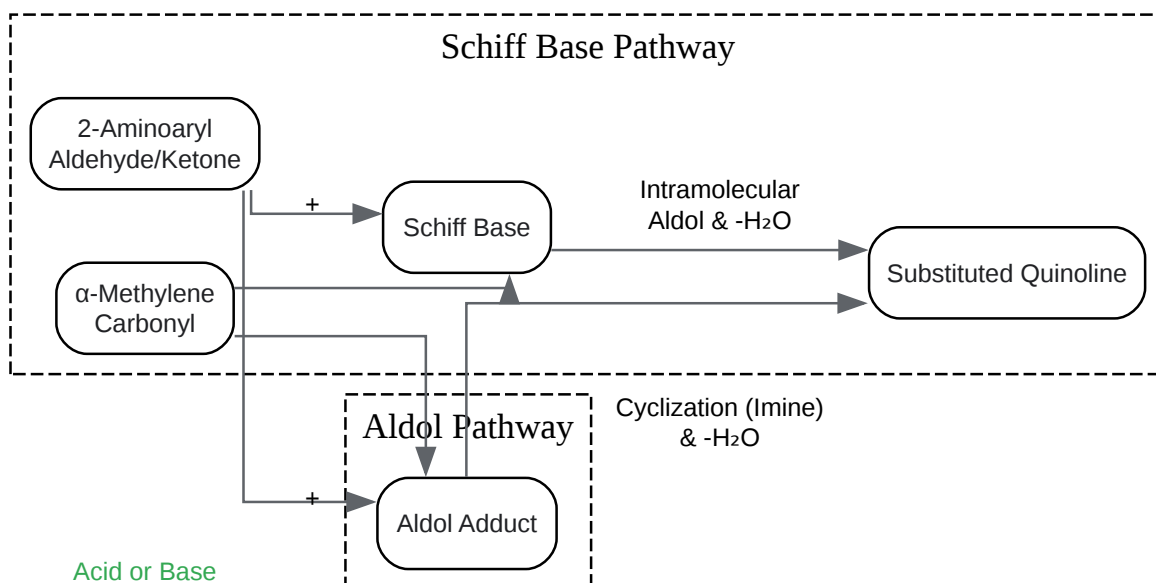 Schiff Base Pathway
2-Aminoaryl
Aldehyde/Ketone
+
Schiff Base
Intramolecular
Aldol & -H₂O
Substituted Quinoline
α-Methylene
Carbonyl
Aldol Pathway
Cyclization (Imine)
& -H₂O
+
Aldol Adduct
Acid or Base